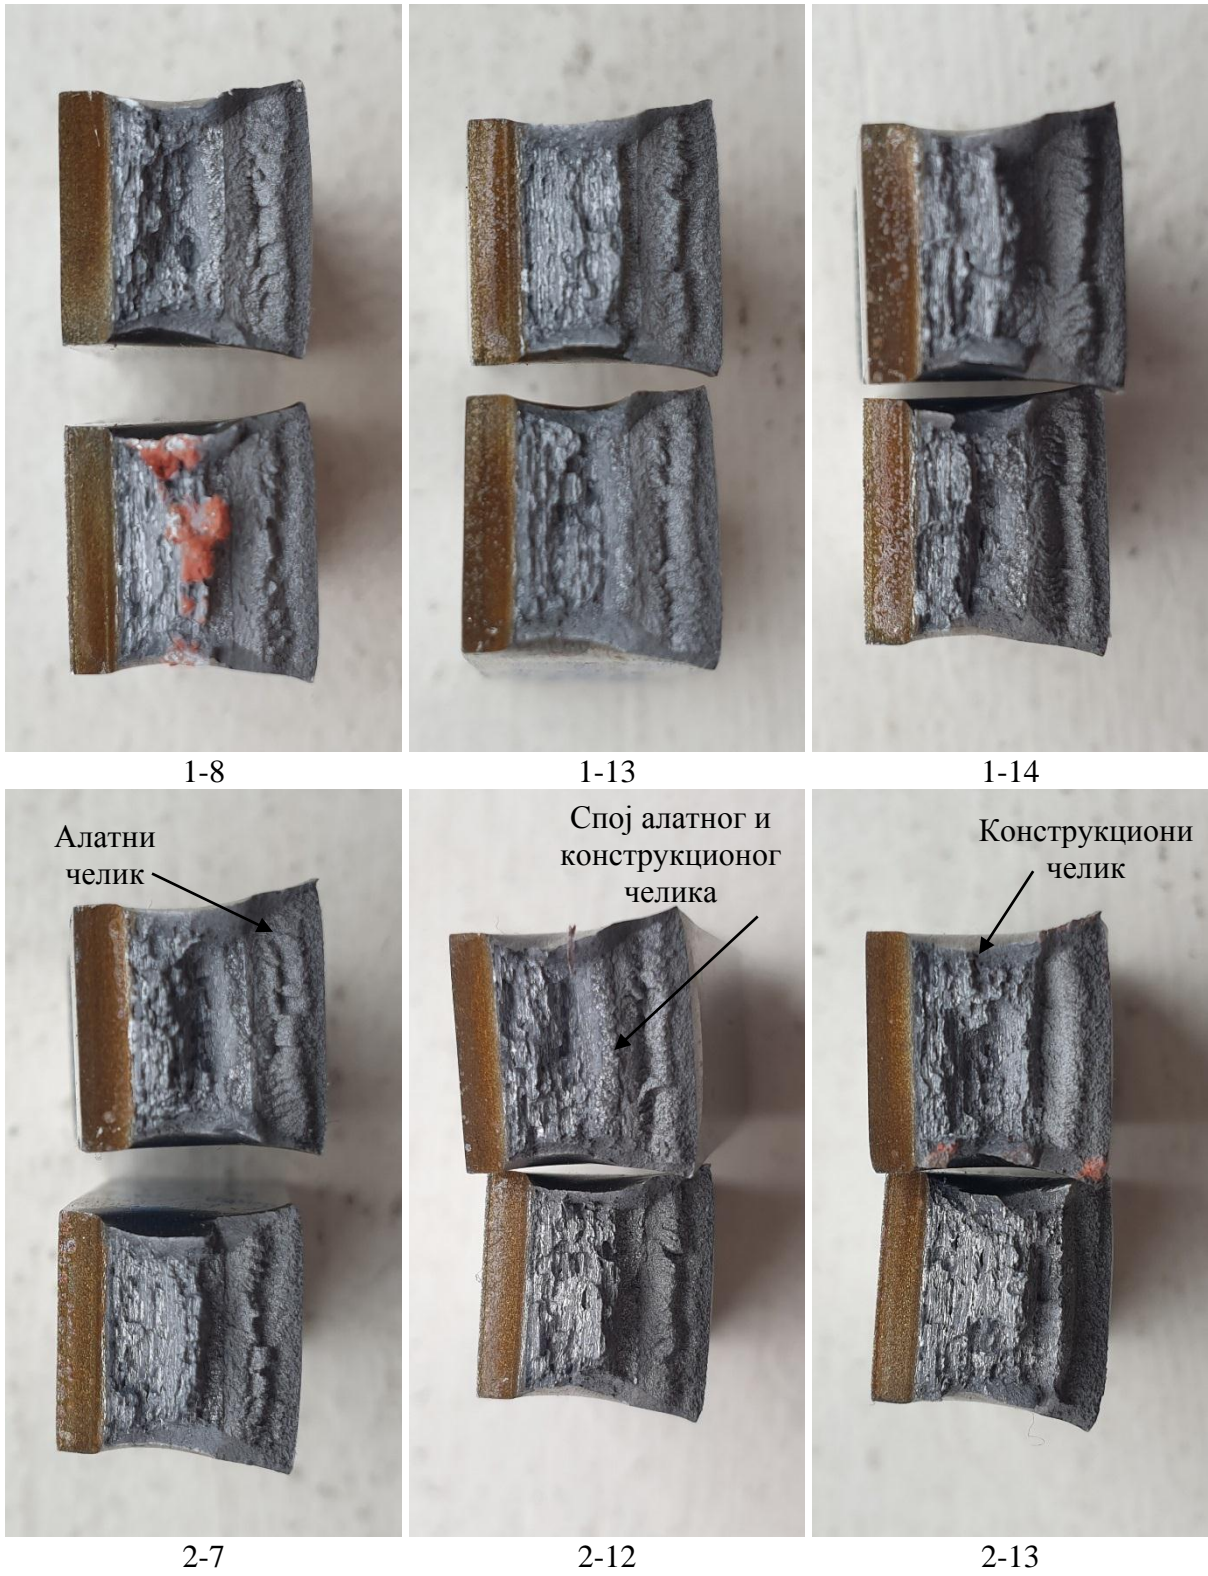 1-8
1-13
1-14
Алатни
челик
Спој алатног и
конструкционог
челика
Конструкциони
челик
2-7
2-12
2-13